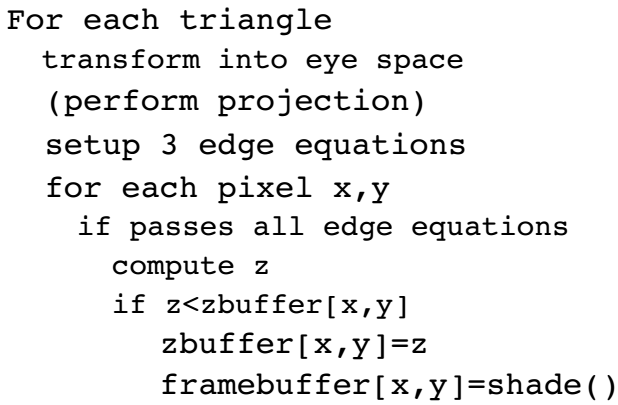 For each triangle
transform into eye space
(perform projection)
setup 3 edge equations
for each pixel x,y
if passes all edge equations
compute z
if z<zbuffer[x,y]
zbuffer[x,y]=z
framebuffer[x,y]=shade()